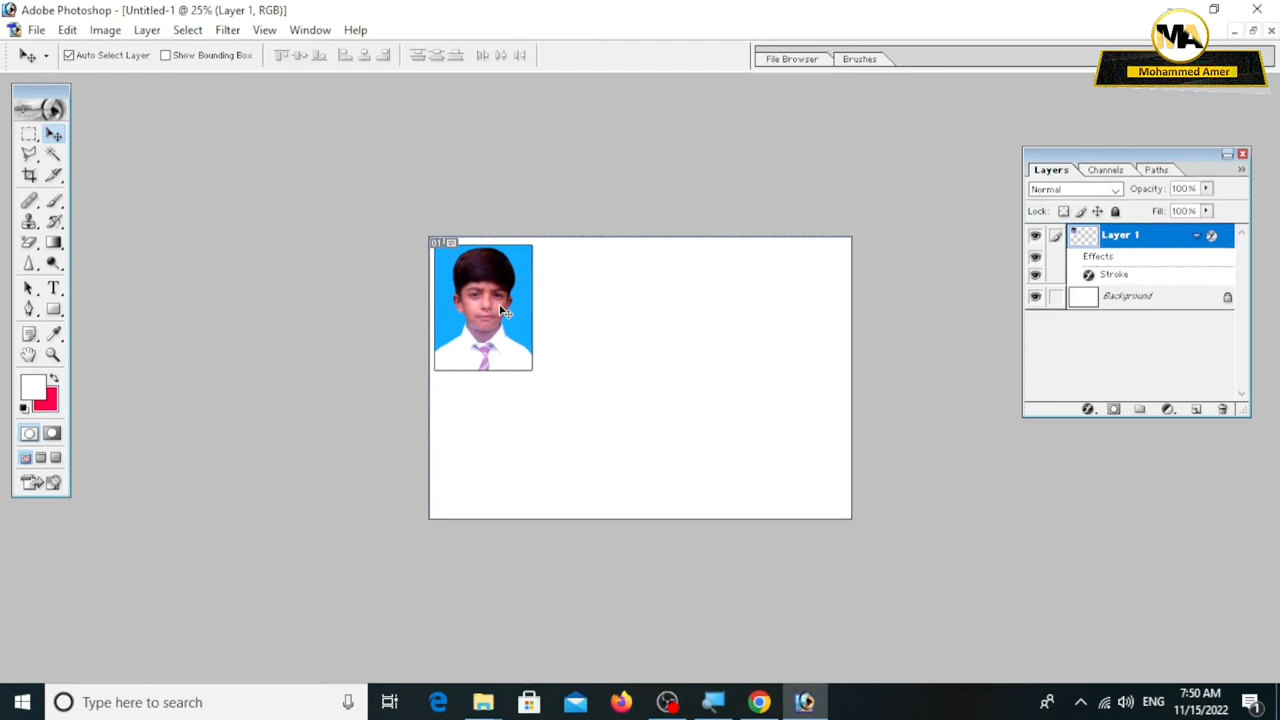 Adobe Photoshop - [Untitled-1 @ 25% (Layer 1, RGB)]
File Edit Image Layer Select Filter View Window Help
Auto Select Layer Show Bounding Box
File Browser Brushes
MA
Mohammed Amer
Layers Channels Paths
Normal Opacity: 100%
Lock: Fill: 100%
Layer 1
Effects
Stroke
Background
01
T
Type here to search
ENG
7:50 AM
11/15/2022
1